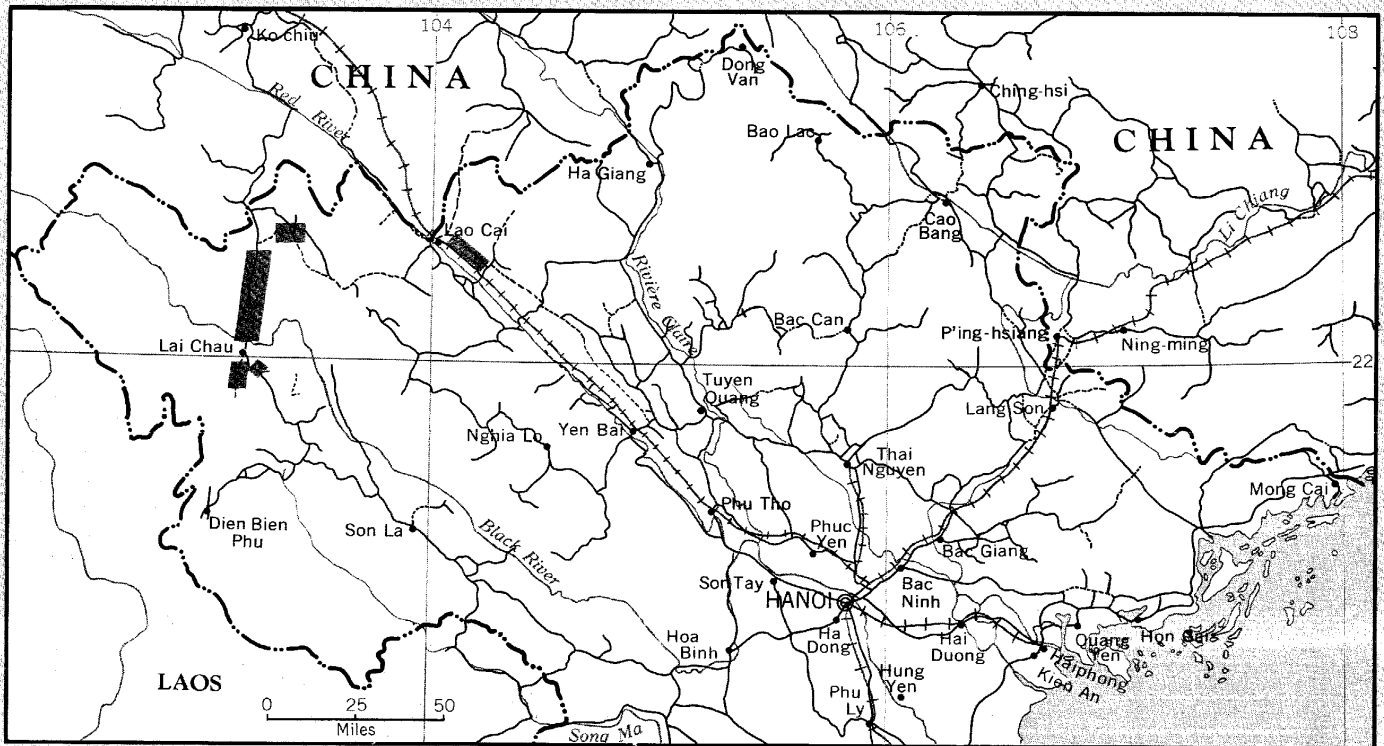 104
106
108
Ko-chiu
CHINA
Dong
Van
Ching-hsi
Red River
Bao Lac
CHINA
Ha Giang
Li Chiang
Cao
Bang
Lao Cai
Rivière Claire
Bac Can
P'ing-hsiang
Ning-ming
Lai Chau
22
Tuyen
Quang
Lang Son
Nghia Lo
Yen Bai
Thai
Nguyen
Mong Cai
Phu Tho
Dien Bien
Phu
Son La
Black River
Phuc
Yen
Bac Giang
Son Tay
HANOI
Bac
Ninh
Hoa
Binh
Ha
Dong
Hai
Duong
Quang
Yen
Hon Gais
Haiphong
Kien An
Hung
Yen
LAOS
0 25 50
Miles
Phu
Ly
Song Ma